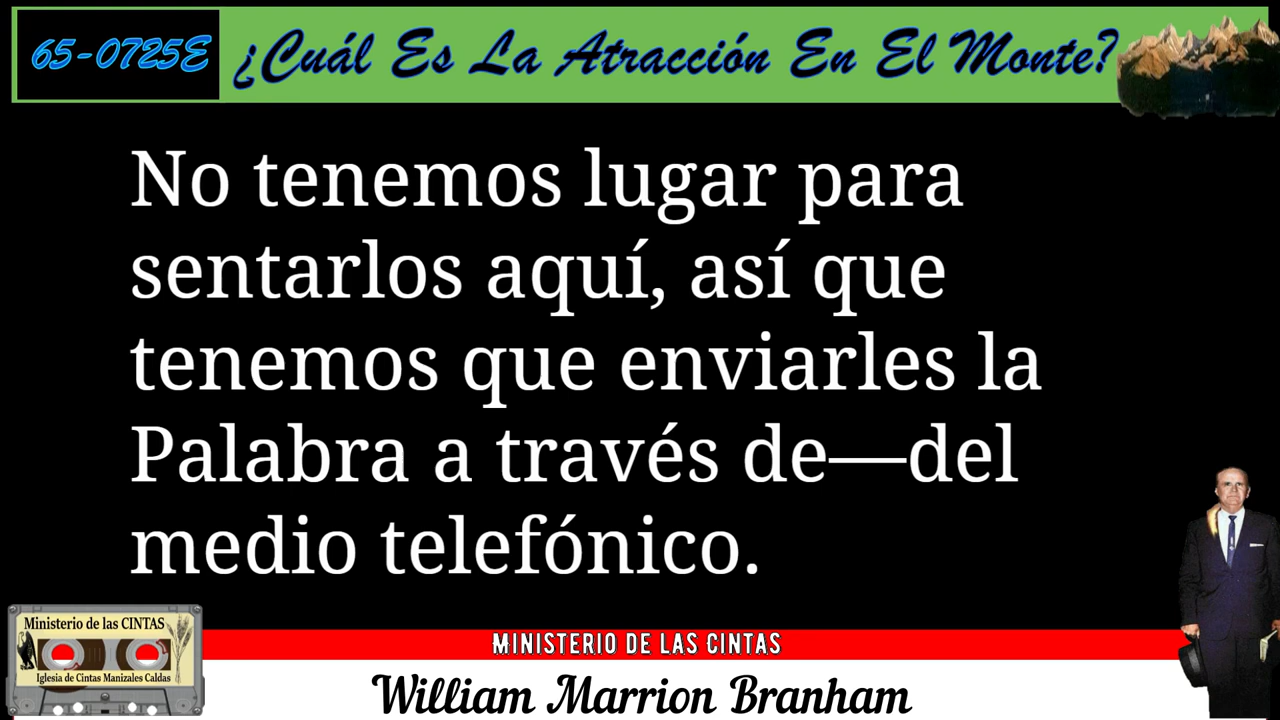 65-0725E ¿Cuál Es La Atracción En El Monte?
No tenemos lugar para
sentarlos aquí, así que
tenemos que enviarles la
Palabra a través de—del
medio telefónico.
Ministerio de las CINTAS
Iglesia de Cintas Manizales Caldas
MINISTERIO DE LAS CINTAS
William Marrion Branham